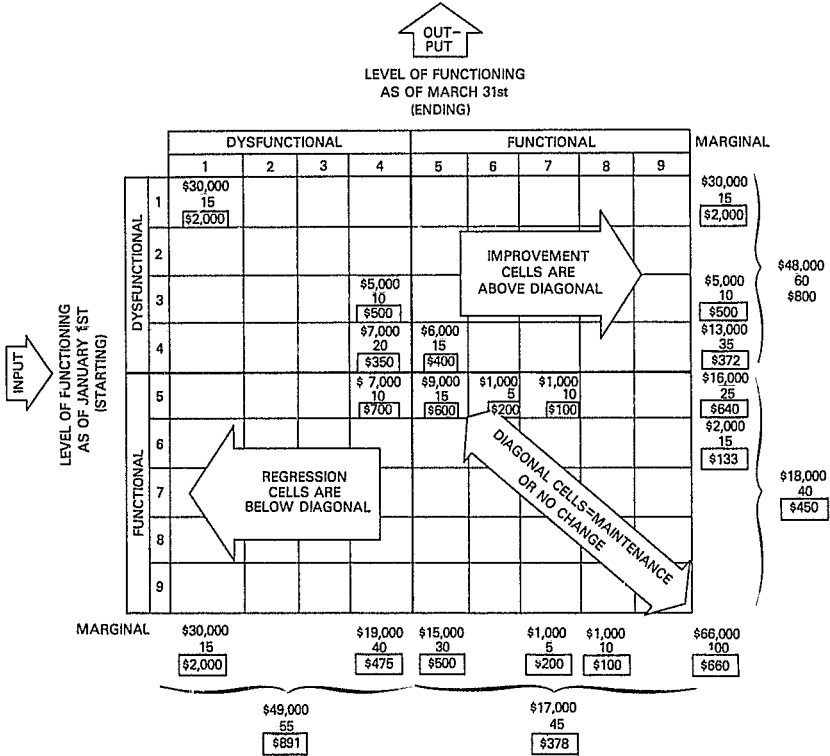 OUT-
PUT
LEVEL OF FUNCTIONING
AS OF MARCH 31st
(ENDING)
DYSFUNCTIONAL FUNCTIONAL MARGINAL
1 2 3 4 5 6 7 8 9
INPUT
LEVEL OF FUNCTIONING
AS OF JANUARY 1ST
(STARTING)
DYSFUNCTIONAL
FUNCTIONAL
1
$30,000 $30,000
15 15
$2,000 $2,000
2
IMPROVEMENT
CELLS ARE
ABOVE DIAGONAL
$48,000
60
$800
3
$5,000 $5,000
10 10
$500 $500
4
$7,000 $6,000 $13,000
20 15 35
$350 $400 $372
5
$7,000 $9,000 $1,000 $1,000 $16,000
10 15 5 10 25
$700 $600 $200 $100 $640
6
$2,000
15
$133
7
REGRESSION
CELLS ARE
BELOW DIAGONAL
DIAGONAL CELLS=MAINTENANCE
OR NO CHANGE
$18,000
40
$450
8
9
MARGINAL $30,000 $19,000 $15,000 $1,000 $1,000 $66,000
15 40 30 5 10 100
$2,000 $475 $500 $200 $100 $660
$49,000 $17,000
55 45
$891 $378